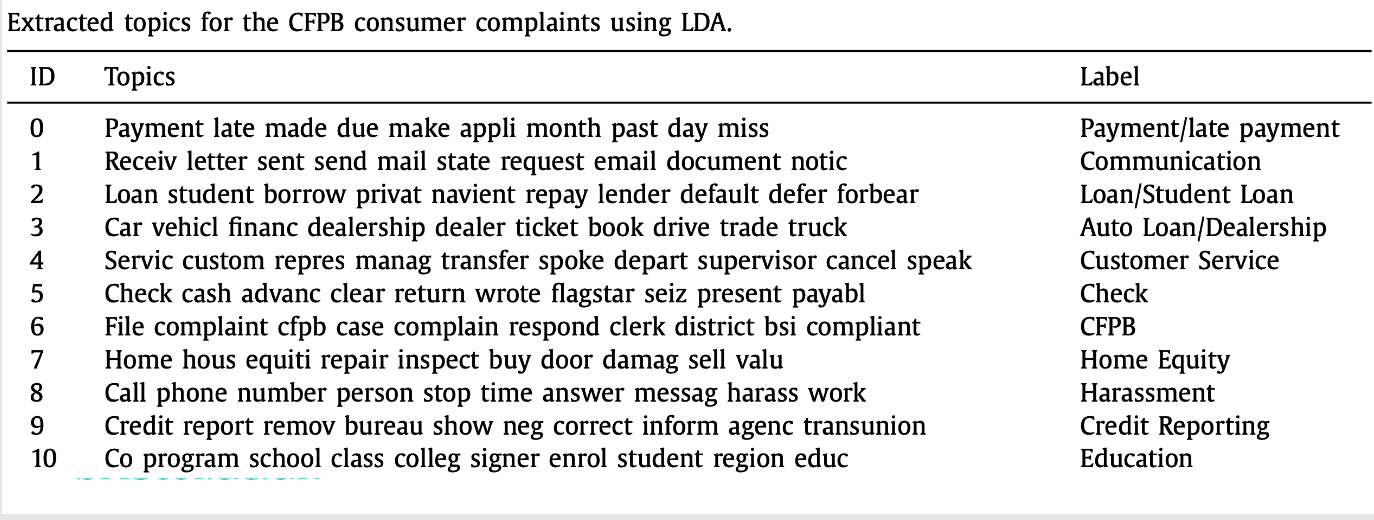 Extracted topics for the CFPB consumer complaints using LDA.
ID Topics Label
0 Payment late made due make appli month past day miss Payment/late payment
1 Receiv letter sent send mail state request email document notic Communication
2 Loan student borrow privat navient repay lender default defer forbear Loan/Student Loan
3 Car vehicl financ dealership dealer ticket book drive trade truck Auto Loan/Dealership
4 Servic custom repres manag transfer spoke depart supervisor cancel speak Customer Service
5 Check cash advanc clear return wrote flagstar seiz present payabl Check
6 File complaint cfpb case complain respond clerk district bsi compliant CFPB
7 Home hous equiti repair inspect buy door damag sell valu Home Equity
8 Call phone number person stop time answer messag harass work Harassment
9 Credit report remov bureau show neg correct inform agenc transunion Credit Reporting
10 Co program school class colleg signer enrol student region educ Education